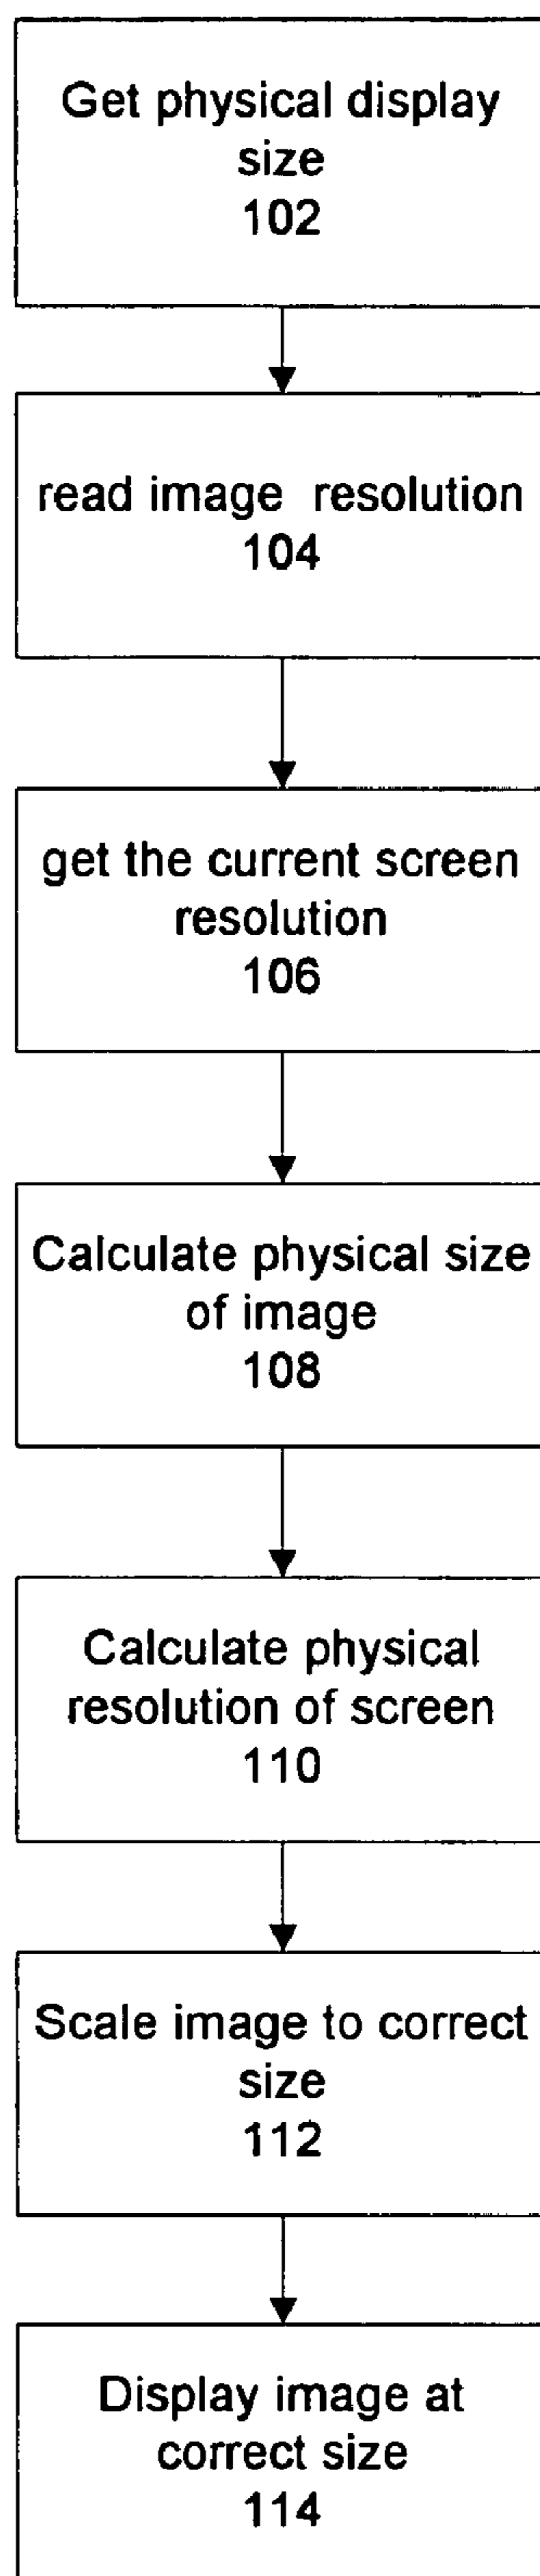 Get physical display
size
102
read image resolution
104
get the current screen
resolution
106
Calculate physical size
of image
108
Calculate physical
resolution of screen
110
Scale image to correct
size
112
Display image at
correct size
114